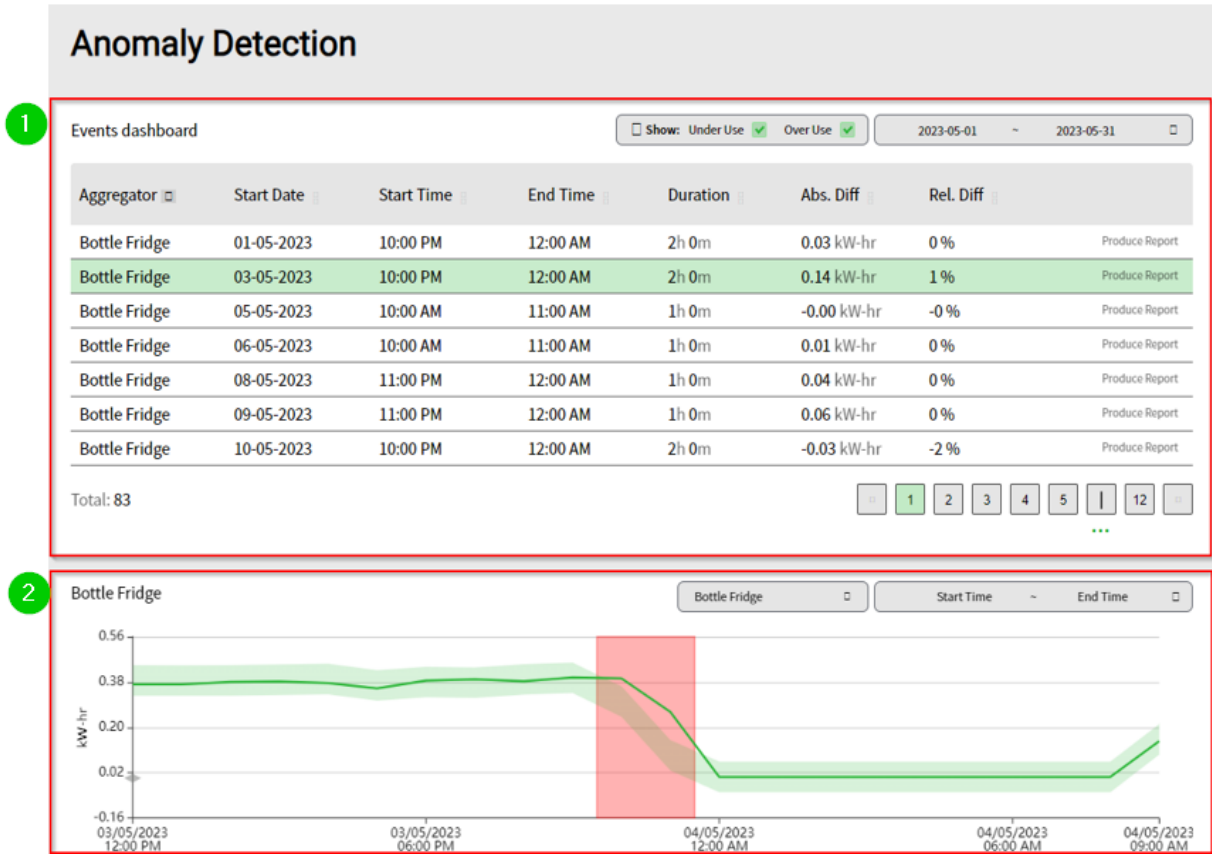 Anomaly Detection
1
Events dashboard Show: Under Use Over Use 2023-05-01 ~ 2023-05-31
Aggregator Start Date Start Time End Time Duration Abs. Diff Rel. Diff
Bottle Fridge 01-05-2023 10:00 PM 12:00 AM 2h 0m 0.03 kW-hr 0 % Produce Report
Bottle Fridge 03-05-2023 10:00 PM 12:00 AM 2h 0m 0.14 kW-hr 1 % Produce Report
Bottle Fridge 05-05-2023 10:00 AM 11:00 AM 1h 0m -0.00 kW-hr -0 % Produce Report
Bottle Fridge 06-05-2023 10:00 AM 11:00 AM 1h 0m 0.01 kW-hr 0 % Produce Report
Bottle Fridge 08-05-2023 11:00 PM 12:00 AM 1h 0m 0.04 kW-hr 0 % Produce Report
Bottle Fridge 09-05-2023 11:00 PM 12:00 AM 1h 0m 0.06 kW-hr 0 % Produce Report
Bottle Fridge 10-05-2023 10:00 PM 12:00 AM 2h 0m -0.03 kW-hr -2 % Produce Report
Total: 83 1 2 3 4 5 | 12
•••
2
Bottle Fridge Bottle Fridge Start Time ~ End Time
0.56
0.38
0.20
0.02
-0.16
kW-hr
03/05/2023 03/05/2023 04/05/2023 04/05/2023 04/05/2023
12:00 PM 06:00 PM 12:00 AM 06:00 AM 09:00 AM